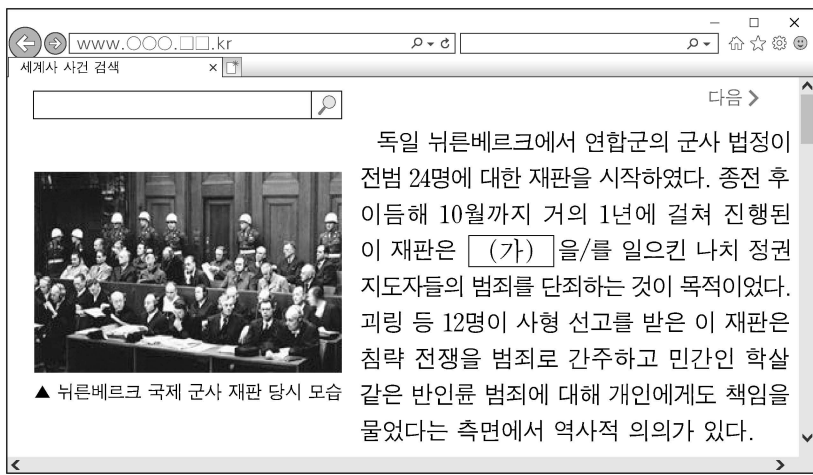 www.○○○.□□.kr
세계사 사건 검색
다음
독일 뉘른베르크에서 연합군의 군사 법정이
전범 24명에 대한 재판을 시작하였다. 종전 후
이듬해 10월까지 거의 1년에 걸쳐 진행된
이 재판은 (가) 을/를 일으킨 나치 정권
지도자들의 범죄를 단죄하는 것이 목적이었다.
괴링 등 12명이 사형 선고를 받은 이 재판은
침략 전쟁을 범죄로 간주하고 민간인 학살
같은 반인륜 범죄에 대해 개인에게도 책임을
물었다는 측면에서 역사적 의의가 있다.
▲ 뉘른베르크 국제 군사 재판 당시 모습